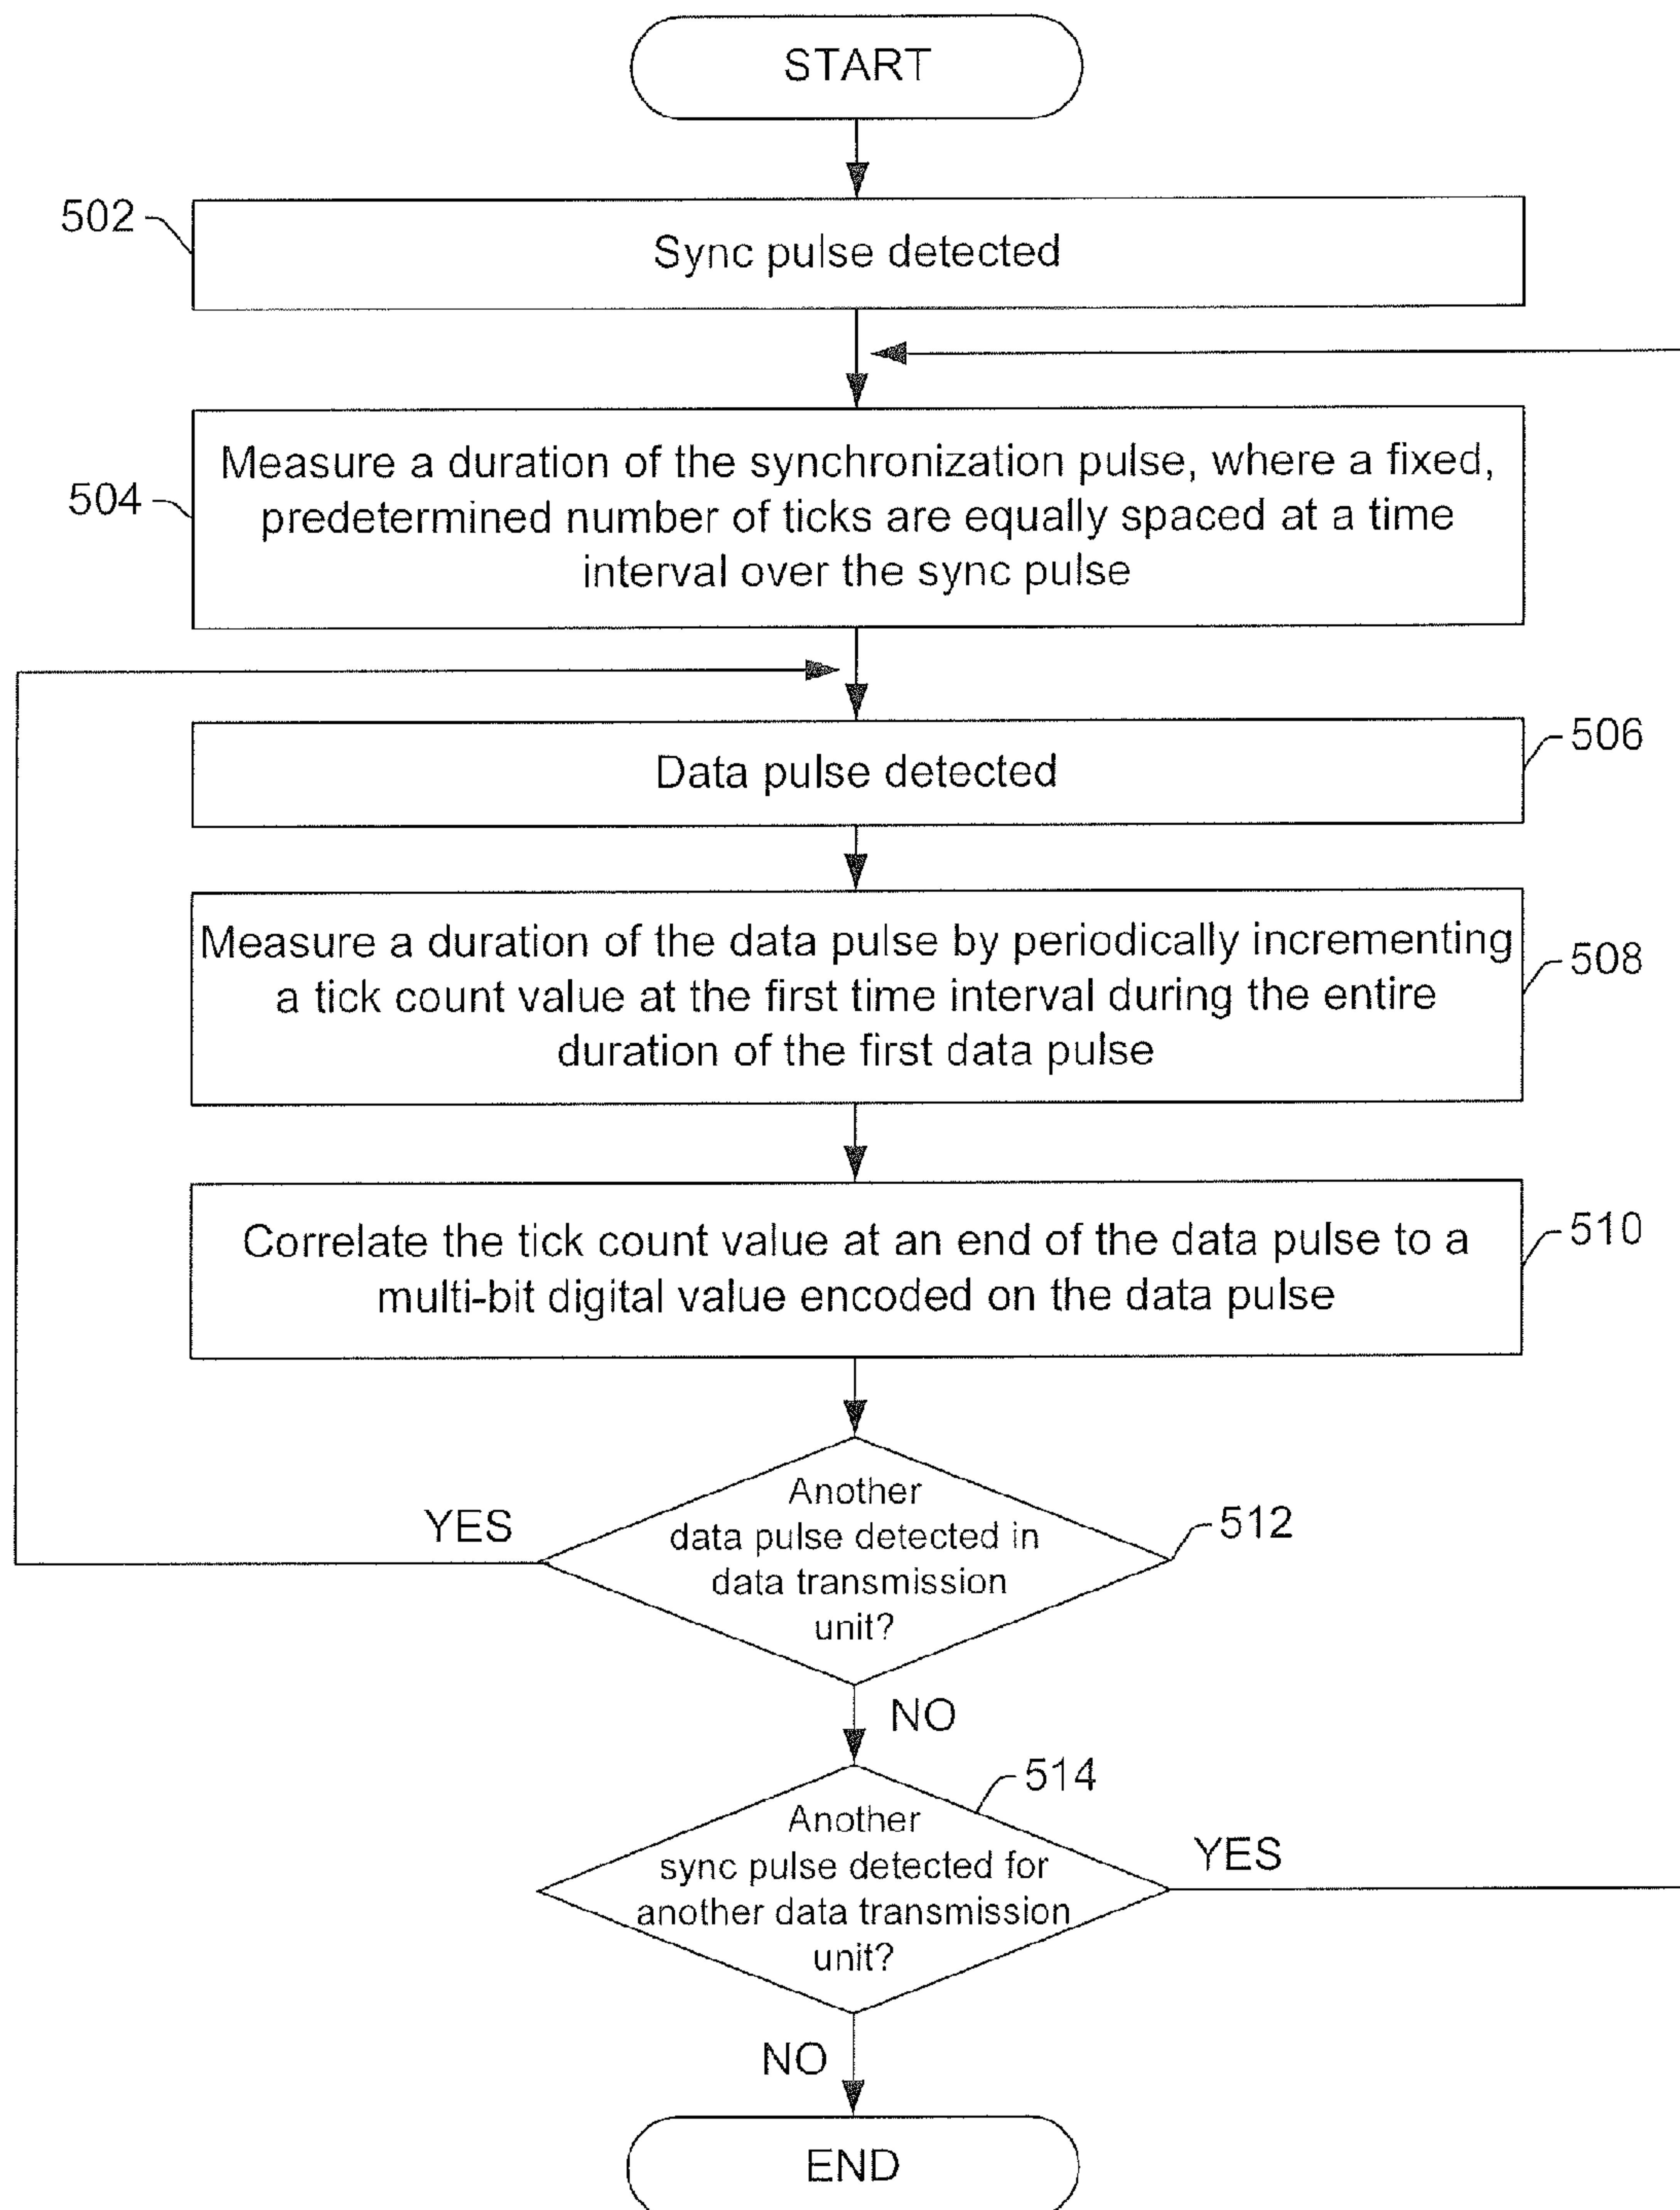 START
502
Sync pulse detected
504
Measure a duration of the synchronization pulse, where a fixed,
predetermined number of ticks are equally spaced at a time
interval over the sync pulse
506
Data pulse detected
508
Measure a duration of the data pulse by periodically incrementing
a tick count value at the first time interval during the entire
duration of the first data pulse
510
Correlate the tick count value at an end of the data pulse to a
multi-bit digital value encoded on the data pulse
512
Another
data pulse detected in
data transmission
unit?
YES
NO
514
Another
sync pulse detected for
another data transmission
unit?
YES
NO
END